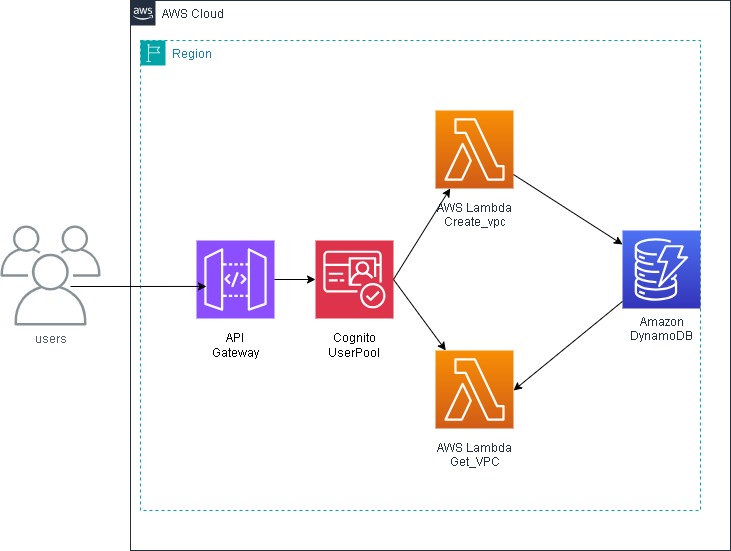 aws
AWS Cloud
Region
AWS Lambda
Create_vpc
users
API
Gateway
Cognito
UserPool
Amazon
DynamoDB
AWS Lambda
Get_VPC